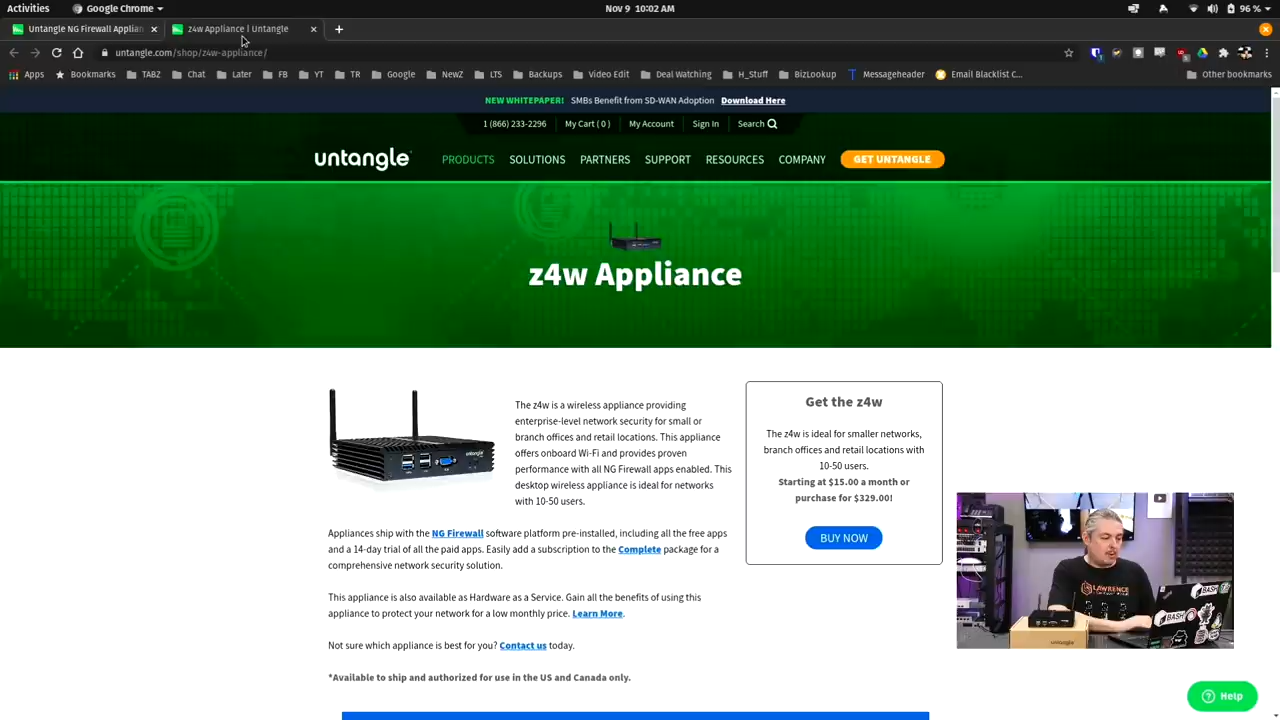 Activities
Google Chrome
Nov 9 10:02 AM
96 %
Untangle NG Firewall Applian
z4w Appliance | Untangle
untangle.com/shop/z4w-appliance/
Apps
Bookmarks
TABZ
Chat
Later
FB
YT
TR
Google
NewZ
LTS
Backups
Video Edit
Deal Watching
H_Stuff
BizLookup
Messageheader
Email Blacklist C...
Other bookmarks
NEW WHITEPAPER! SMBs Benefit from SD-WAN Adoption Download Here
1 (866) 233-2296
My Cart ( 0 )
My Account
Sign In
Search
untangle
PRODUCTS
SOLUTIONS
PARTNERS
SUPPORT
RESOURCES
COMPANY
GET UNTANGLE
z4w Appliance
The z4w is a wireless appliance providing
enterprise-level network security for small or
branch offices and retail locations. This appliance
offers onboard Wi-Fi and provides proven
performance with all NG Firewall apps enabled. This
desktop wireless appliance is ideal for networks
with 10-50 users.
untangle
Appliances ship with the NG Firewall software platform pre-installed, including all the free apps
and a 14-day trial of all the paid apps. Easily add a subscription to the Complete package for a
comprehensive network security solution.
This appliance is also available as Hardware as a Service. Gain all the benefits of using this
appliance to protect your network for a low monthly price. Learn More.
Not sure which appliance is best for you? Contact us today.
*Available to ship and authorized for use in the US and Canada only.
Get the z4w
The z4w is ideal for smaller networks,
branch offices and retail locations with
10-50 users.
Starting at $15.00 a month or
purchase for $329.00!
BUY NOW
LAWRENCE
BASH
BASH
untangle
Help